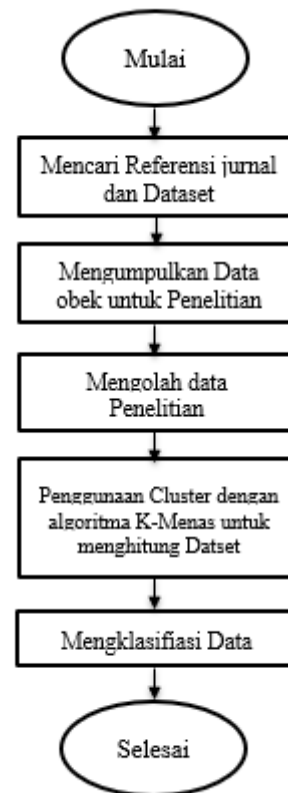 Mulai
Mencari Referensi jurnal
dan Dataset
Mengumpulkan Data
obek untuk Penelitian
Mengolah data
Penelitian
Penggunaan Cluster dengan
algoritma K-Menas untuk
menghitung Datset
Mengklasifiasi Data
Selesai